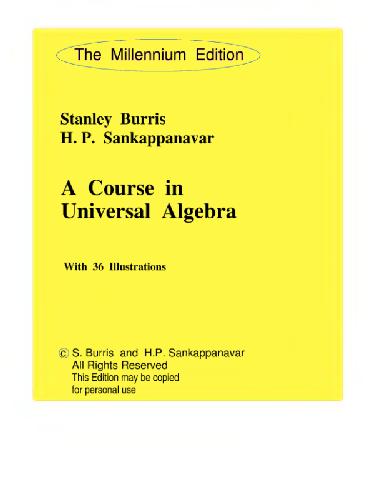 The Millennium Edition
Stanley Burris
H. P. Sankappanavar
A Course in
Universal Algebra
With 36 Illustrations
© S. Burris and H.P. Sankappanavar
All Rights Reserved
This Edition may be copied
for personal use